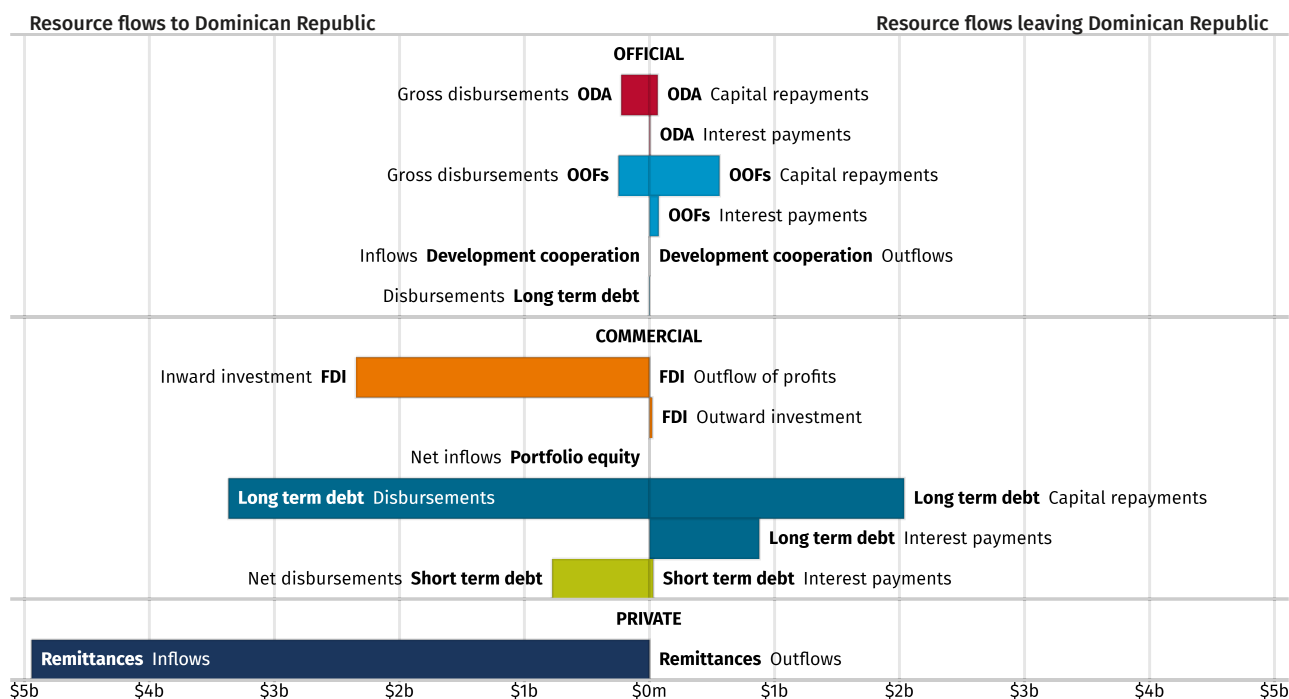 Resource flows to Dominican Republic Resource flows leaving Dominican Republic
OFFICIAL
Gross disbursements ODA ODA Capital repayments
ODA Interest payments
Gross disbursements OOFs OOFs Capital repayments
OOFs Interest payments
Inflows Development cooperation Development cooperation Outflows
Disbursements Long term debt
COMMERCIAL
Inward investment FDI FDI Outflow of profits
FDI Outward investment
Net inflows Portfolio equity
Long term debt Disbursements Long term debt Capital repayments
Long term debt Interest payments
Net disbursements Short term debt Short term debt Interest payments
PRIVATE
Remittances Inflows Remittances Outflows
$5b $4b $3b $2b $1b $0m $1b $2b $3b $4b $5b